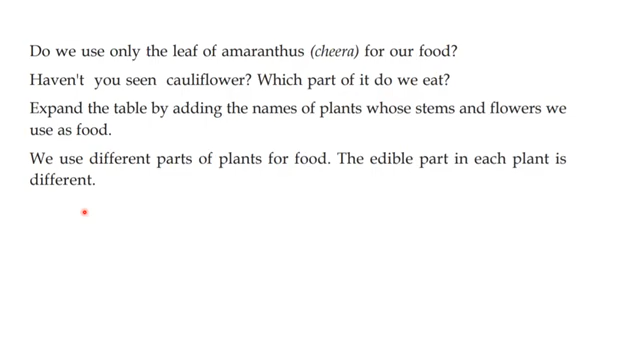 Do we use only the leaf of amaranthus (cheera) for our food?
Haven't you seen cauliflower? Which part of it do we eat?
Expand the table by adding the names of plants whose stems and flowers we
use as food.
We use different parts of plants for food. The edible part in each plant is
different.